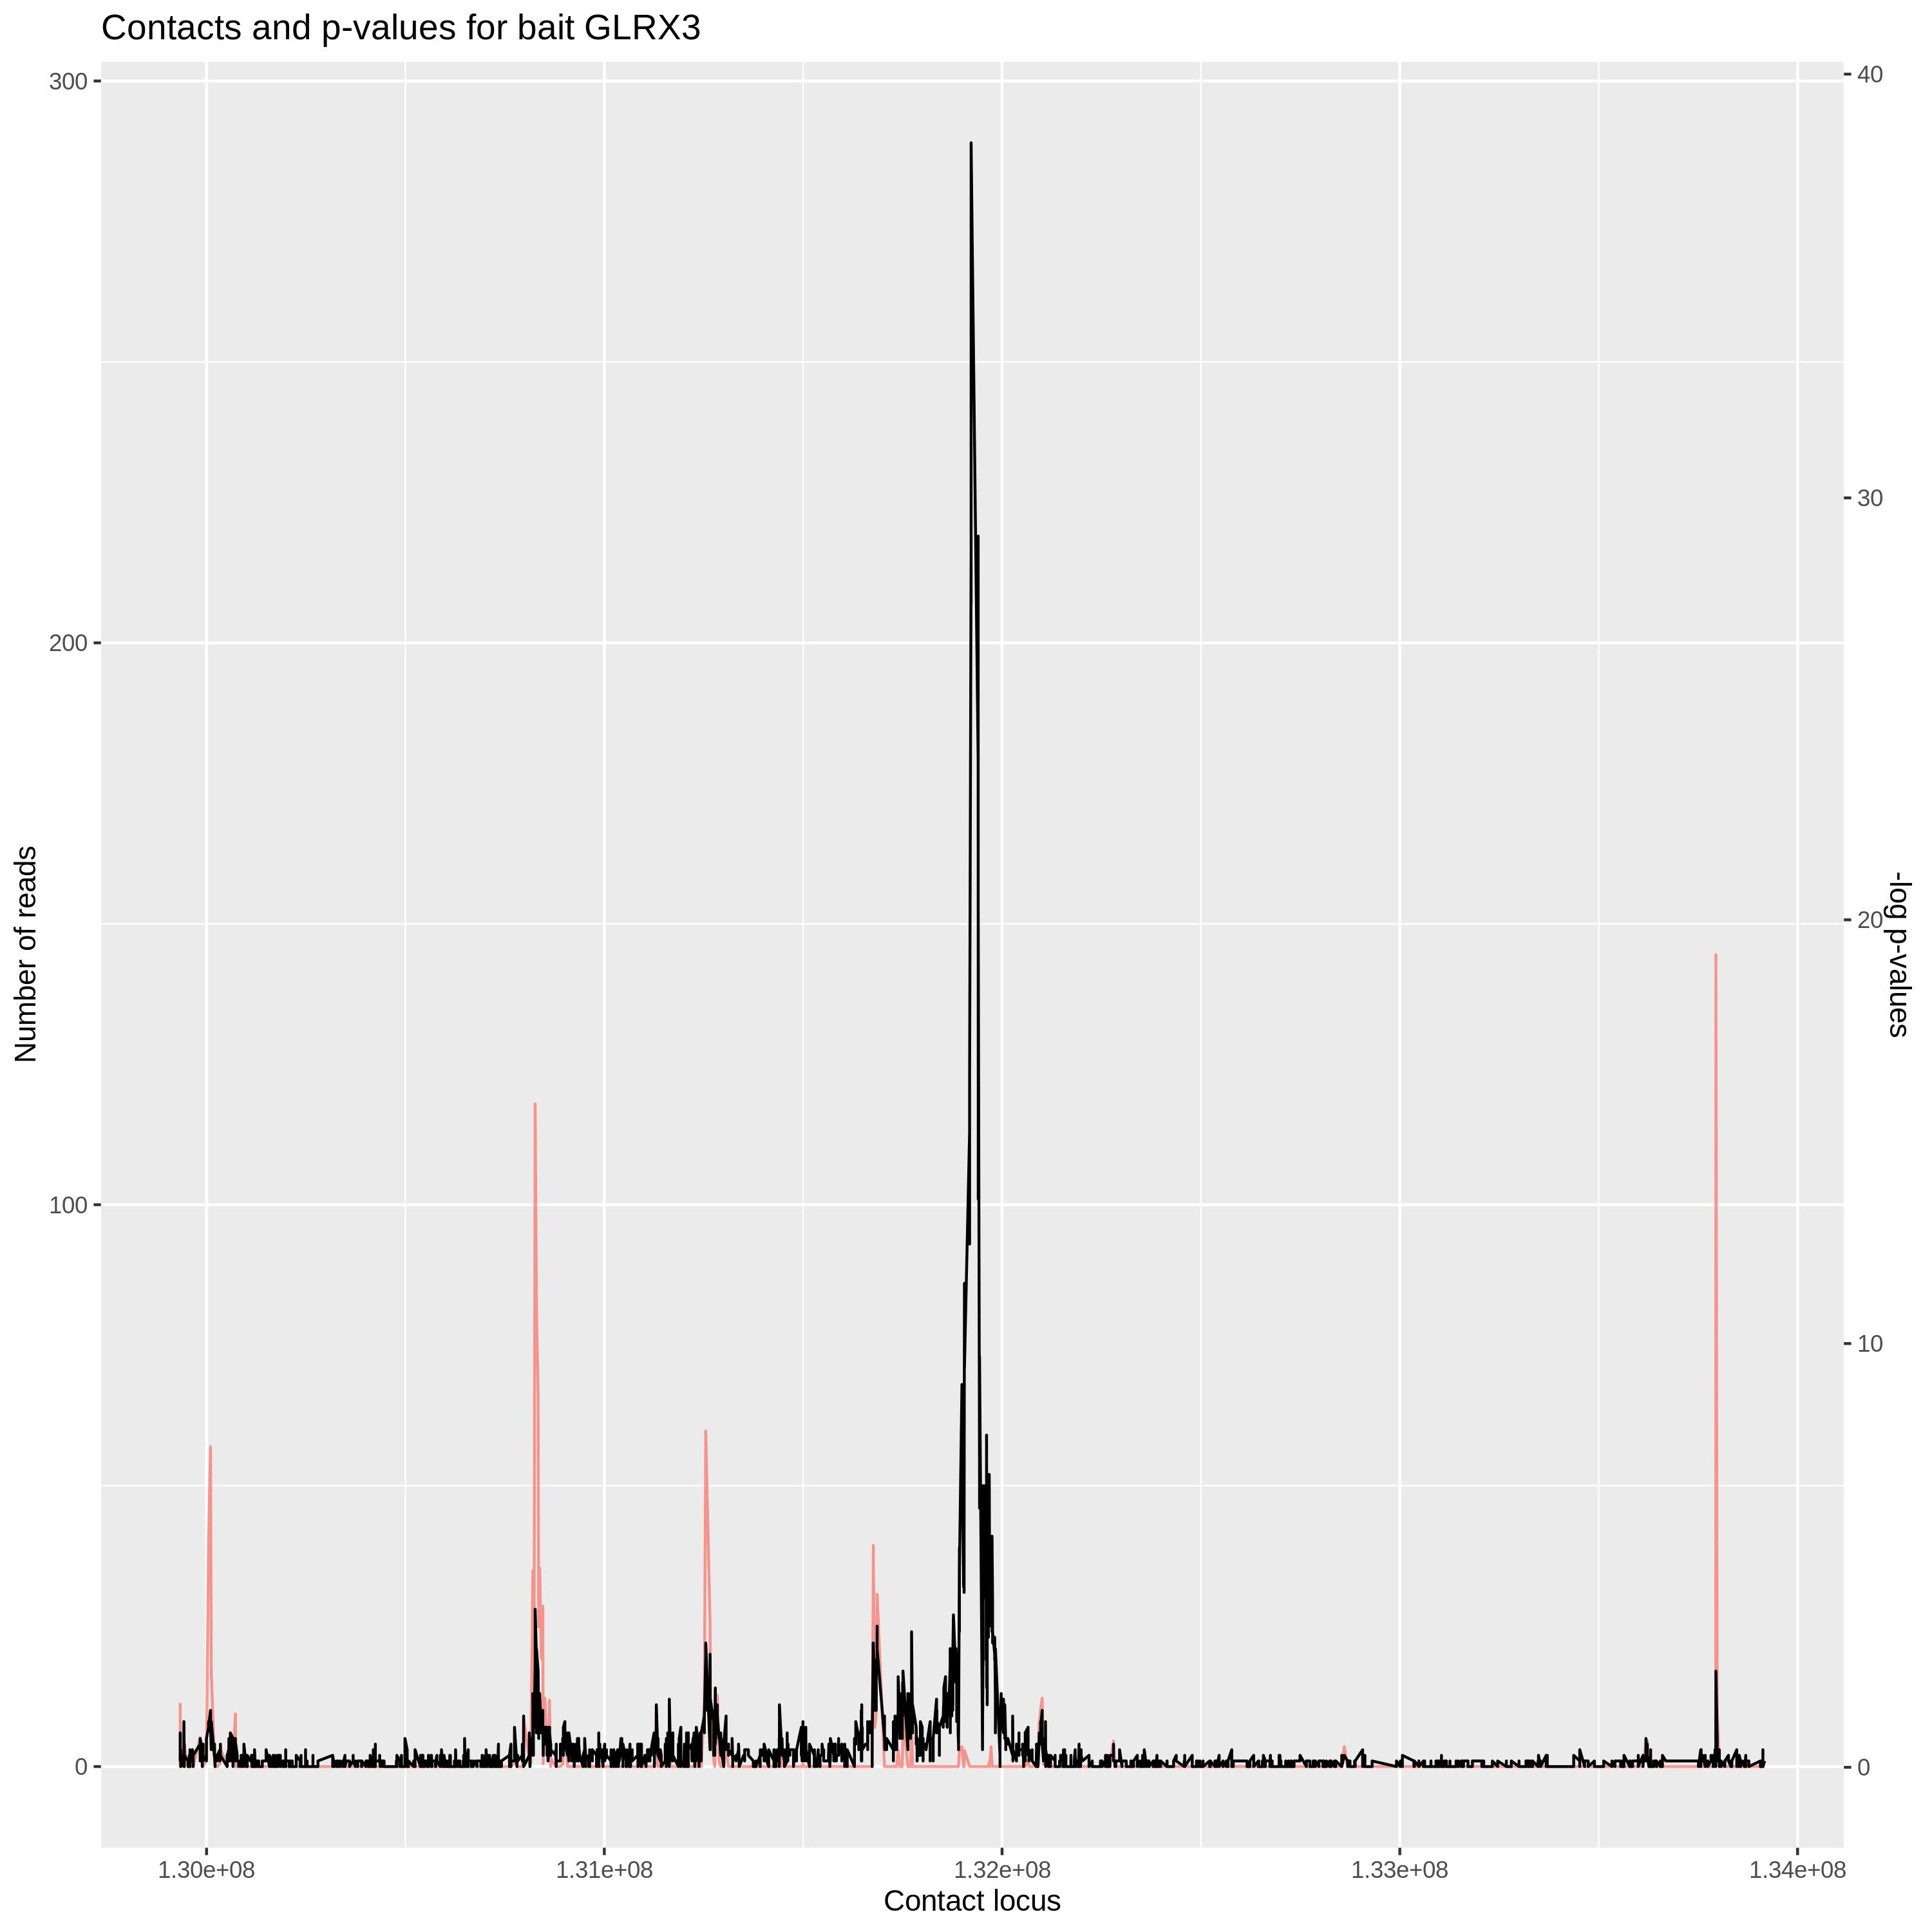 Contacts and p-values for bait GLRX3
300
200
100
0
Number of reads
40
30
20
10
0
-log p-values
1.30e+08
1.31e+08
1.32e+08
1.33e+08
1.34e+08
Contact locus